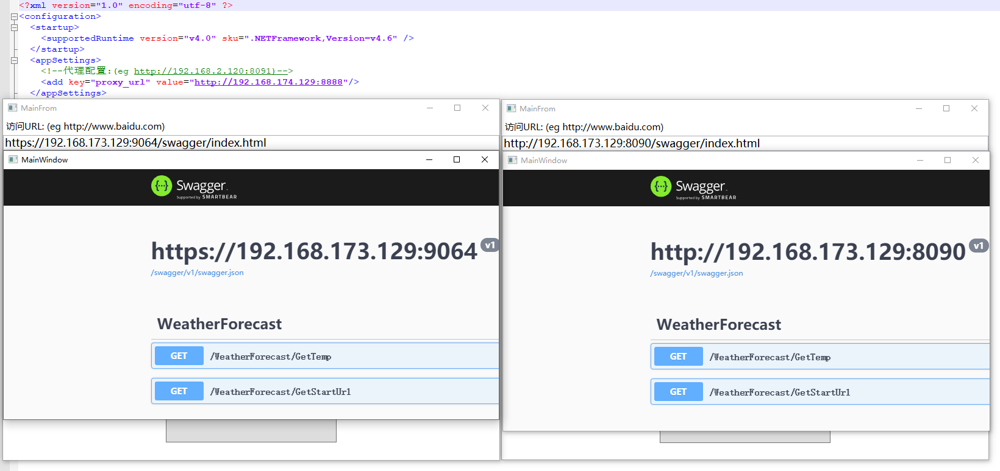 <?xml version="1.0" encoding="utf-8" ?>
<configuration>
<startup>
<supportedRuntime version="v4.0" sku=".NETFramework,Version=v4.6" />
</startup>
<appSettings>
<!--代理配置:(eg http://192.168.2.120:8091)-->
<add key="proxy_url" value="http://192.168.174.129:8888"/>
</appSettings>
MainFrom
访问URL: (eg http://www.baidu.com)
https://192.168.173.129:9064/swagger/index.html
MainWindow
Swagger
Supported by SMARTBEAR
https://192.168.173.129:9064 v1
/swagger/v1/swagger.json
WeatherForecast
GET /WeatherForecast/GetTemp
GET /WeatherForecast/GetStartUrl
MainFrom
访问URL: (eg http://www.baidu.com)
http://192.168.173.129:8090/swagger/index.html
MainWindow
Swagger
Supported by SMARTBEAR
http://192.168.173.129:8090 v1
/swagger/v1/swagger.json
WeatherForecast
GET /WeatherForecast/GetTemp
GET /WeatherForecast/GetStartUrl